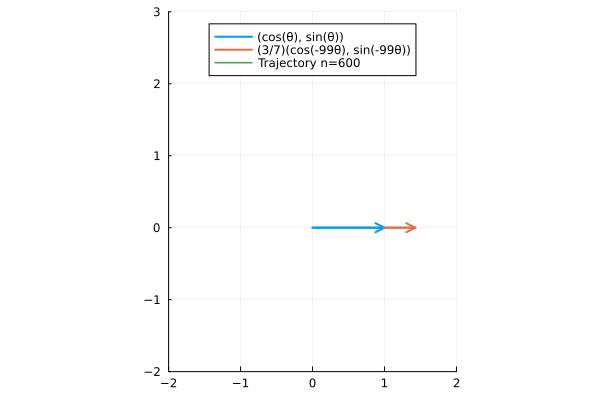 (cos(θ), sin(θ))
(3/7)(cos(-99θ), sin(-99θ))
Trajectory n=600
3
2
1
0
−1
−2
−2 −1 0 1 2